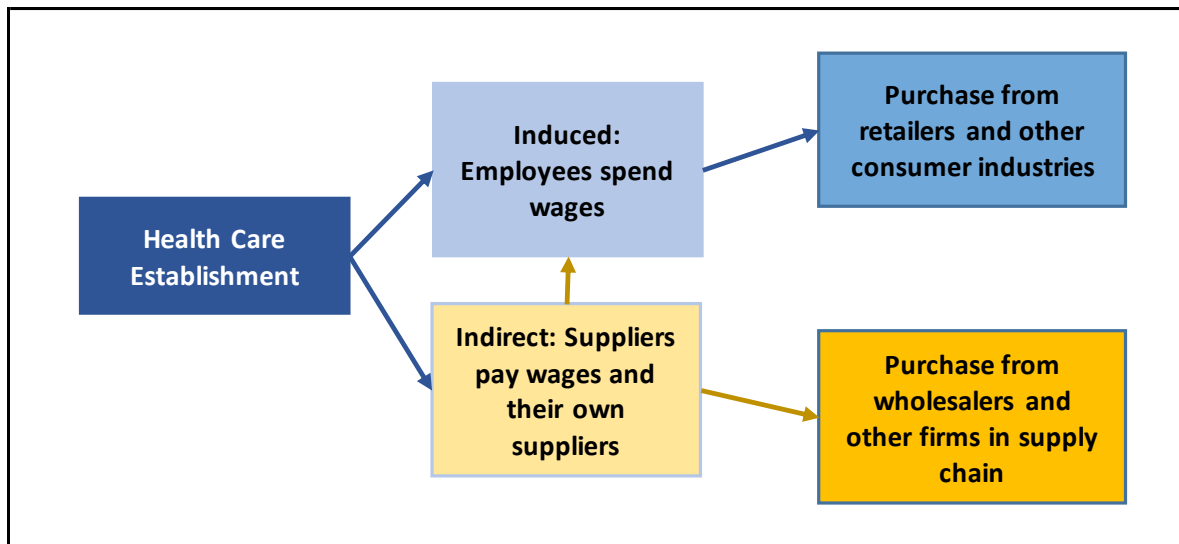 Health Care
Establishment
Induced:
Employees spend
wages
Purchase from
retailers and other
consumer industries
Indirect: Suppliers
pay wages and
their own
suppliers
Purchase from
wholesalers and
other firms in supply
chain